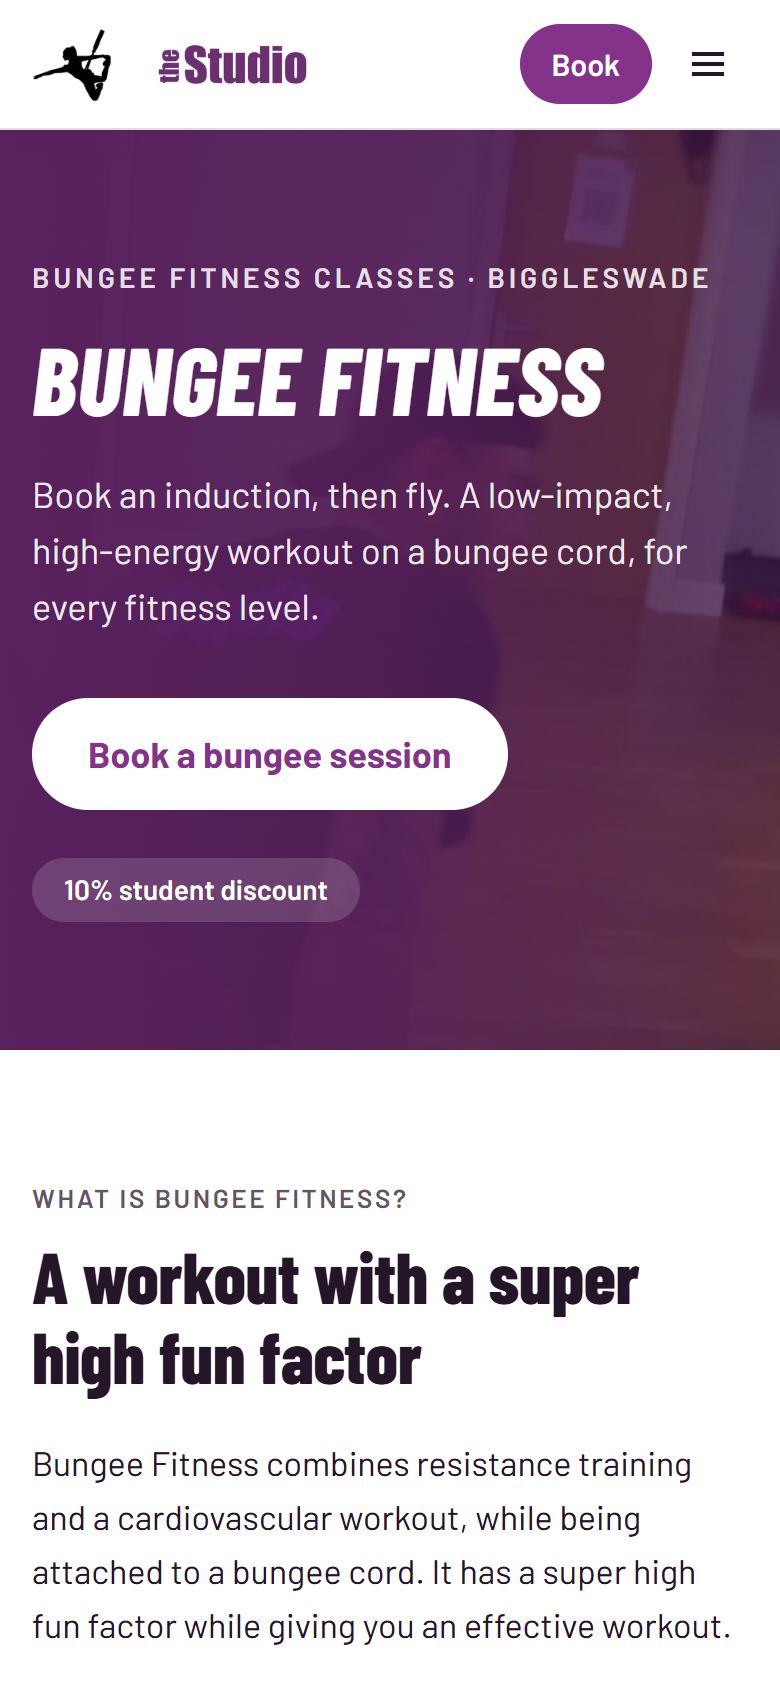 the Studio
Book
BUNGEE FITNESS CLASSES · BIGGLESWADE
BUNGEE FITNESS
Book an induction, then fly. A low-impact,
high-energy workout on a bungee cord, for
every fitness level.
Book a bungee session
10% student discount
WHAT IS BUNGEE FITNESS?
A workout with a super
high fun factor
Bungee Fitness combines resistance training
and a cardiovascular workout, while being
attached to a bungee cord. It has a super high
fun factor while giving you an effective workout.